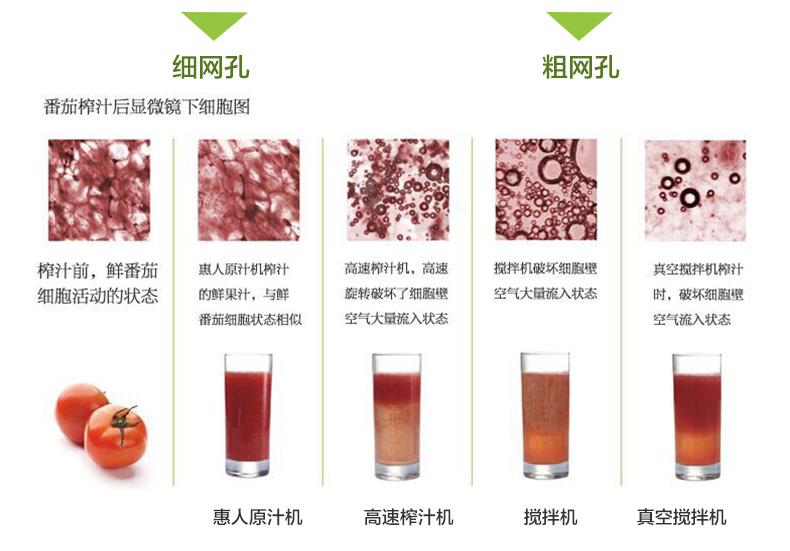 细网孔
粗网孔
番茄榨汁后显微镜下细胞图
榨汁前，鲜番茄
细胞活动的状态
惠人原汁机榨汁
的鲜果汁，与鲜
番茄细胞状态相似
高速榨汁机，高速
旋转破坏了细胞壁
空气大量流入状态
搅拌机破坏细胞壁
空气大量流入状态
真空搅拌机榨汁
时，破坏细胞壁
空气流入状态
惠人原汁机
高速榨汁机
搅拌机
真空搅拌机